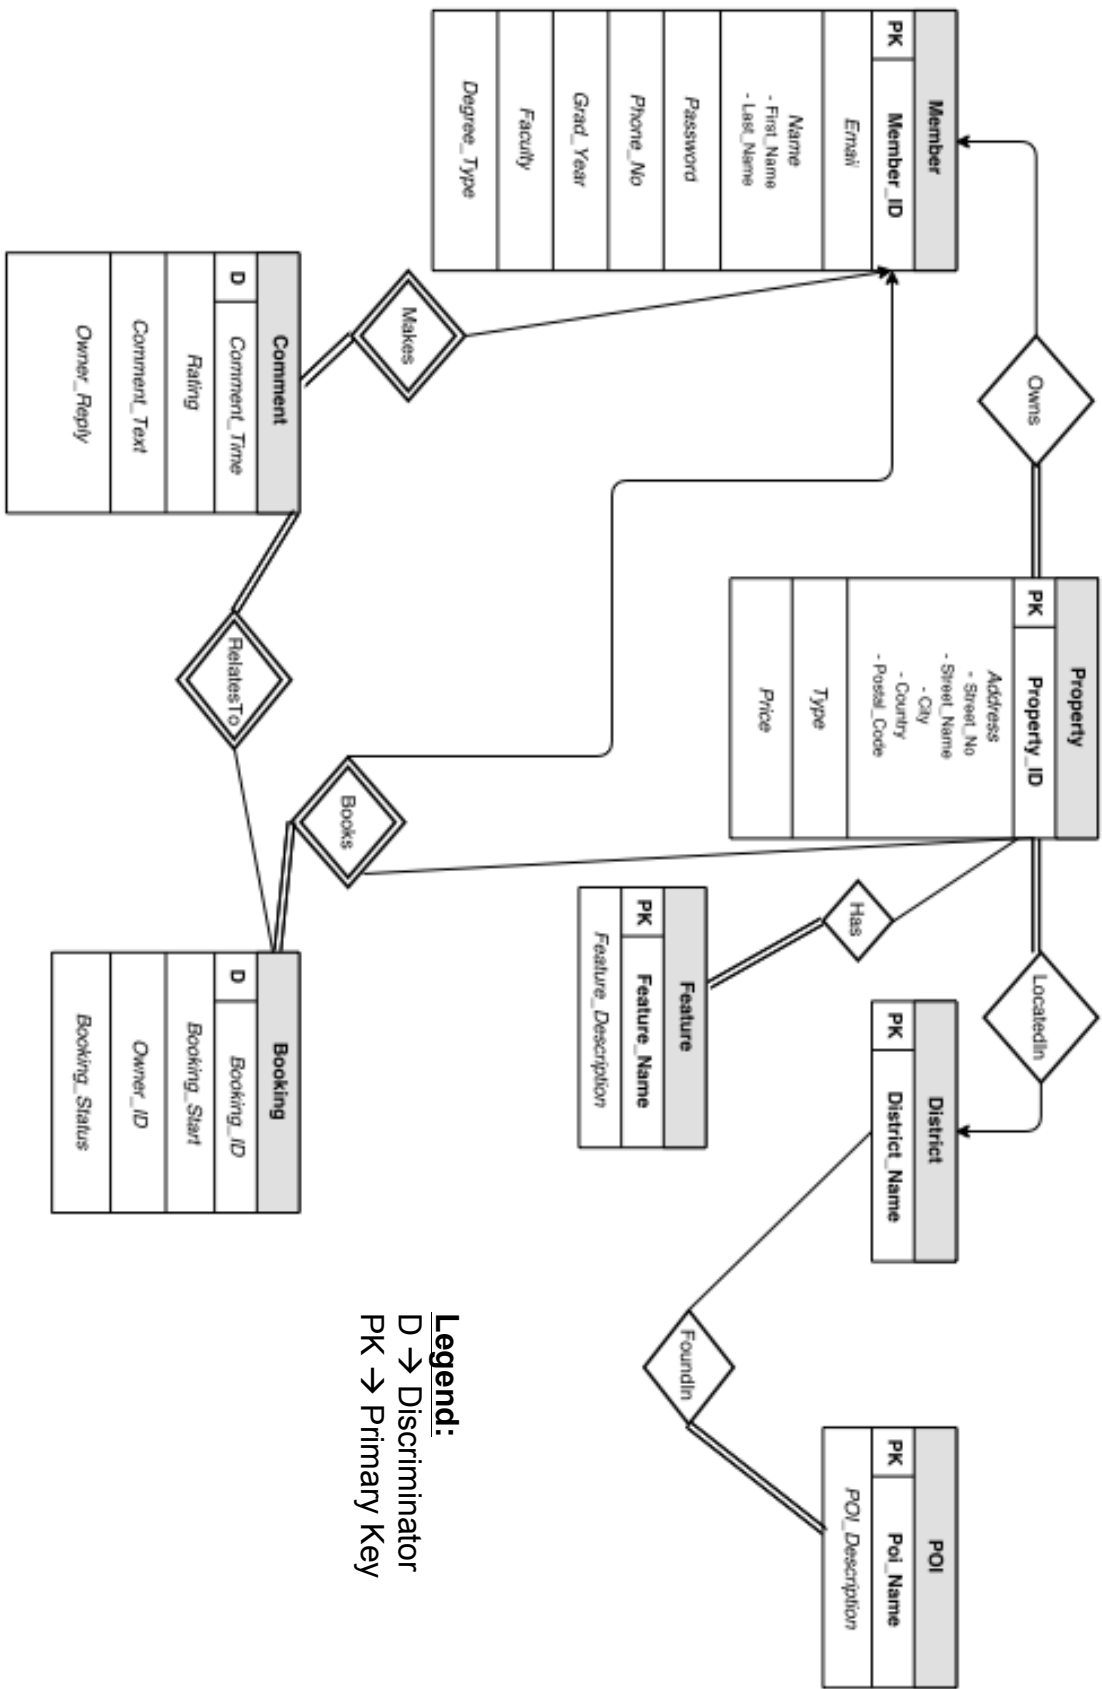 Member
PK Member_ID
Email
Name
- First_Name
- Last_Name
Password
Phone_No
Grad_Year
Faculty
Degree_Type
Owns
Property
PK Property_ID
Address
- Street_No
- Street_Name
- City
- Country
- Postal_Code
Type
Price
LocatedIn
District
PK District_Name
FoundIn
POI
PK Poi_Name
POI_Description
Has
Feature
PK Feature_Name
Feature_Description
Makes
Comment
D Comment_Time
Rating
Comment_Text
Owner_Reply
RelatesTo
Books
Booking
D Booking_ID
Booking_Start
Owner_ID
Booking_Status
Legend:
D → Discriminator
PK → Primary Key